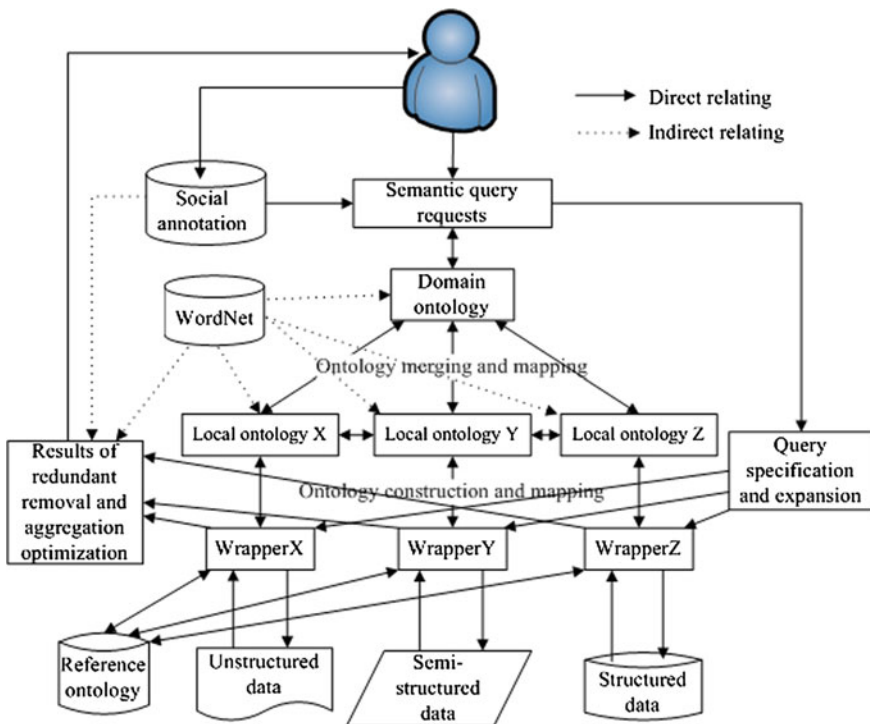 Direct relating
Indirect relating
Social
annotation
Semantic query
requests
WordNet
Domain
ontology
Ontology merging and mapping
Local ontology X
Local ontology Y
Local ontology Z
Results of
redundant
removal and
aggregation
optimization
Query
specification
and expansion
Ontology construction and mapping
WrapperX
WrapperY
WrapperZ
Reference
ontology
Unstructured
data
Semi-
structured
data
Structured
data